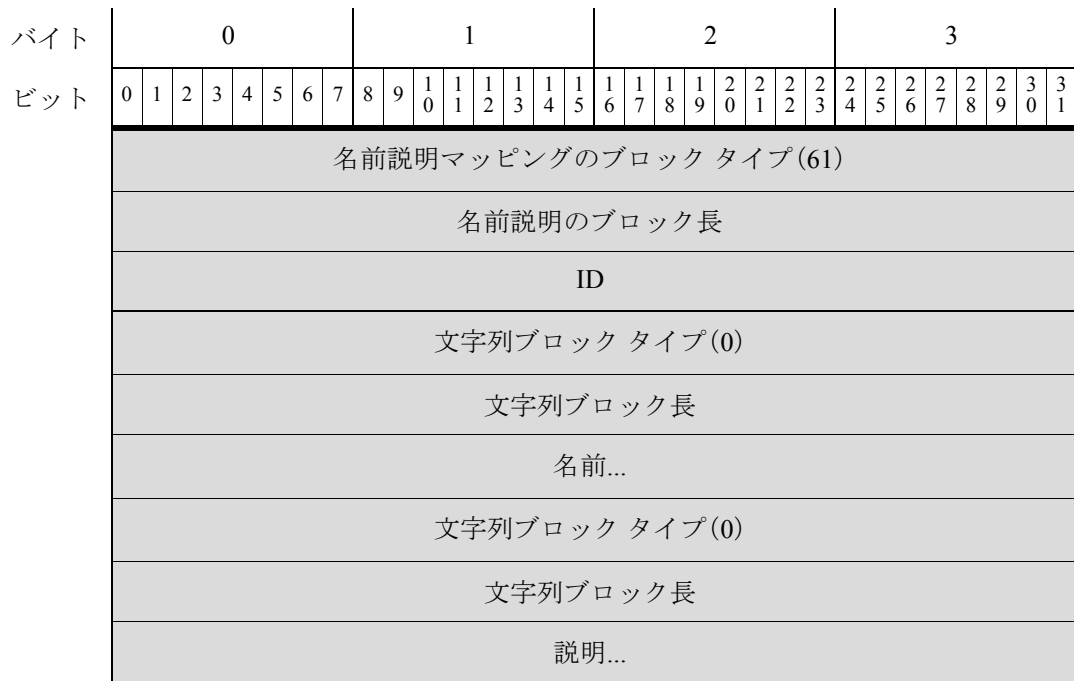 バイト 0 1 2 3
ビット 0 1 2 3 4 5 6 7 8 9 10 11 12 13 14 15 16 17 18 19 20 21 22 23 24 25 26 27 28 29 30 31
名前説明マッピングのブロック タイプ(61)
名前説明のブロック長
ID
文字列ブロック タイプ(0)
文字列ブロック長
名前...
文字列ブロック タイプ(0)
文字列ブロック長
説明...